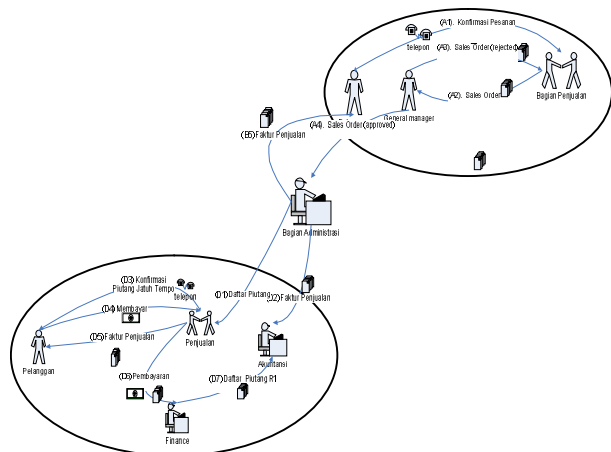 (A1). Konfirmasi Pesanan
telepon
(A3). Sales Order(rejected)
(A2). Sales Order
Bagian Penjualan
General manager
(A4). Sales Order(approved)
(B5)Faktur Penjualan
Bagian Administrasi
(D3) Konfirmasi
Piutang Jatuh Tempo
telepon
(D1)Daftar Piutang
(D2)Faktur Penjualan
(D4) Membayar
(D5)Faktur Penjualan
Penjualan
Akuntansi
Pelanggan
(D6)Pembayaran
(D7)Daftar Piutang R1
Finance